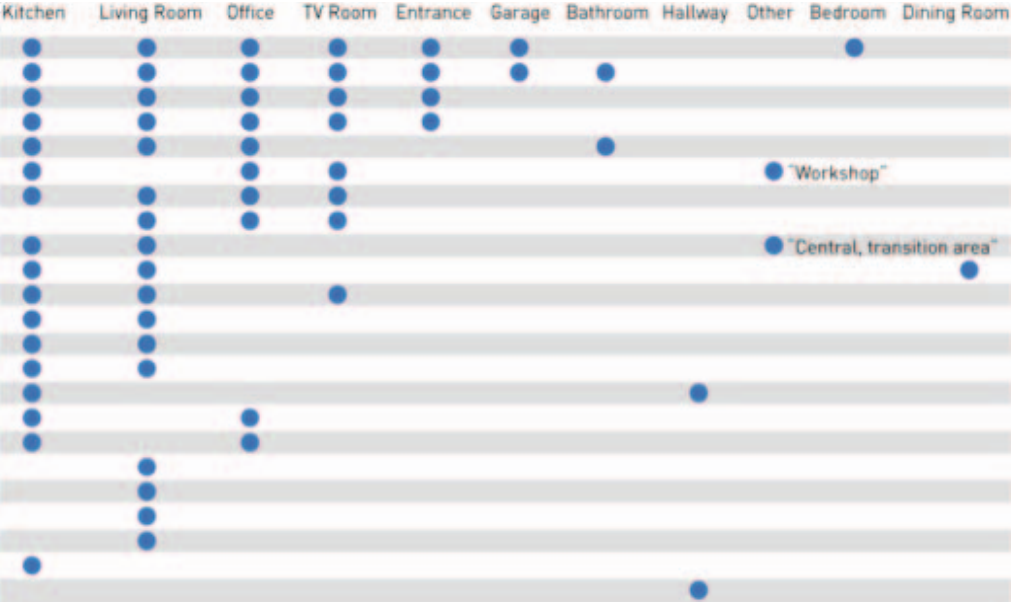 Kitchen Living Room Office TV Room Entrance Garage Bathroom Hallway Other Bedroom Dining Room
"Workshop"
"Central, transition area"